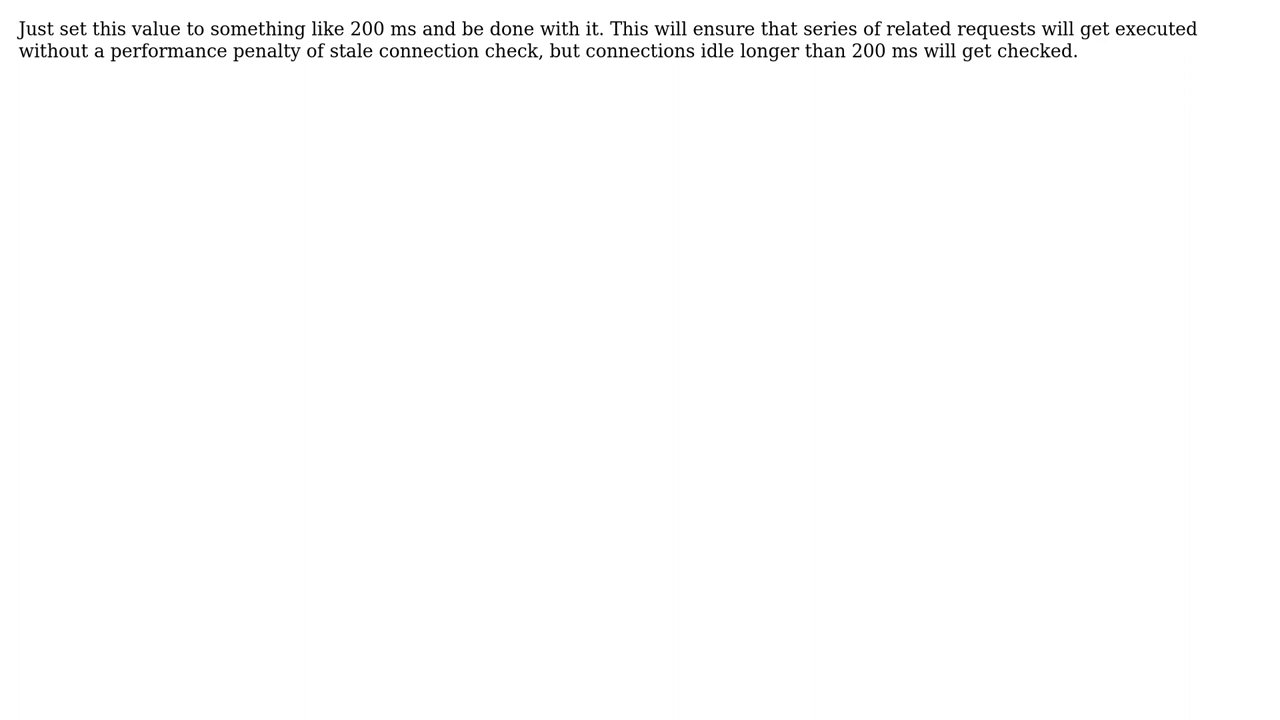 Just set this value to something like 200 ms and be done with it. This will ensure that series of related requests will get executed
without a performance penalty of stale connection check, but connections idle longer than 200 ms will get checked.